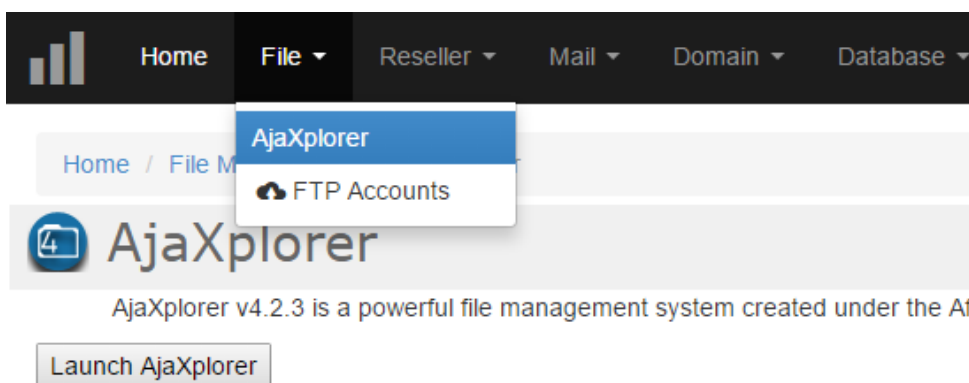 Home File Reseller Mail Domain Database
AjaXplorer
Home / File M
FTP Accounts
4 AjaXplorer
AjaXplorer v4.2.3 is a powerful file management system created under the
Launch AjaXplorer